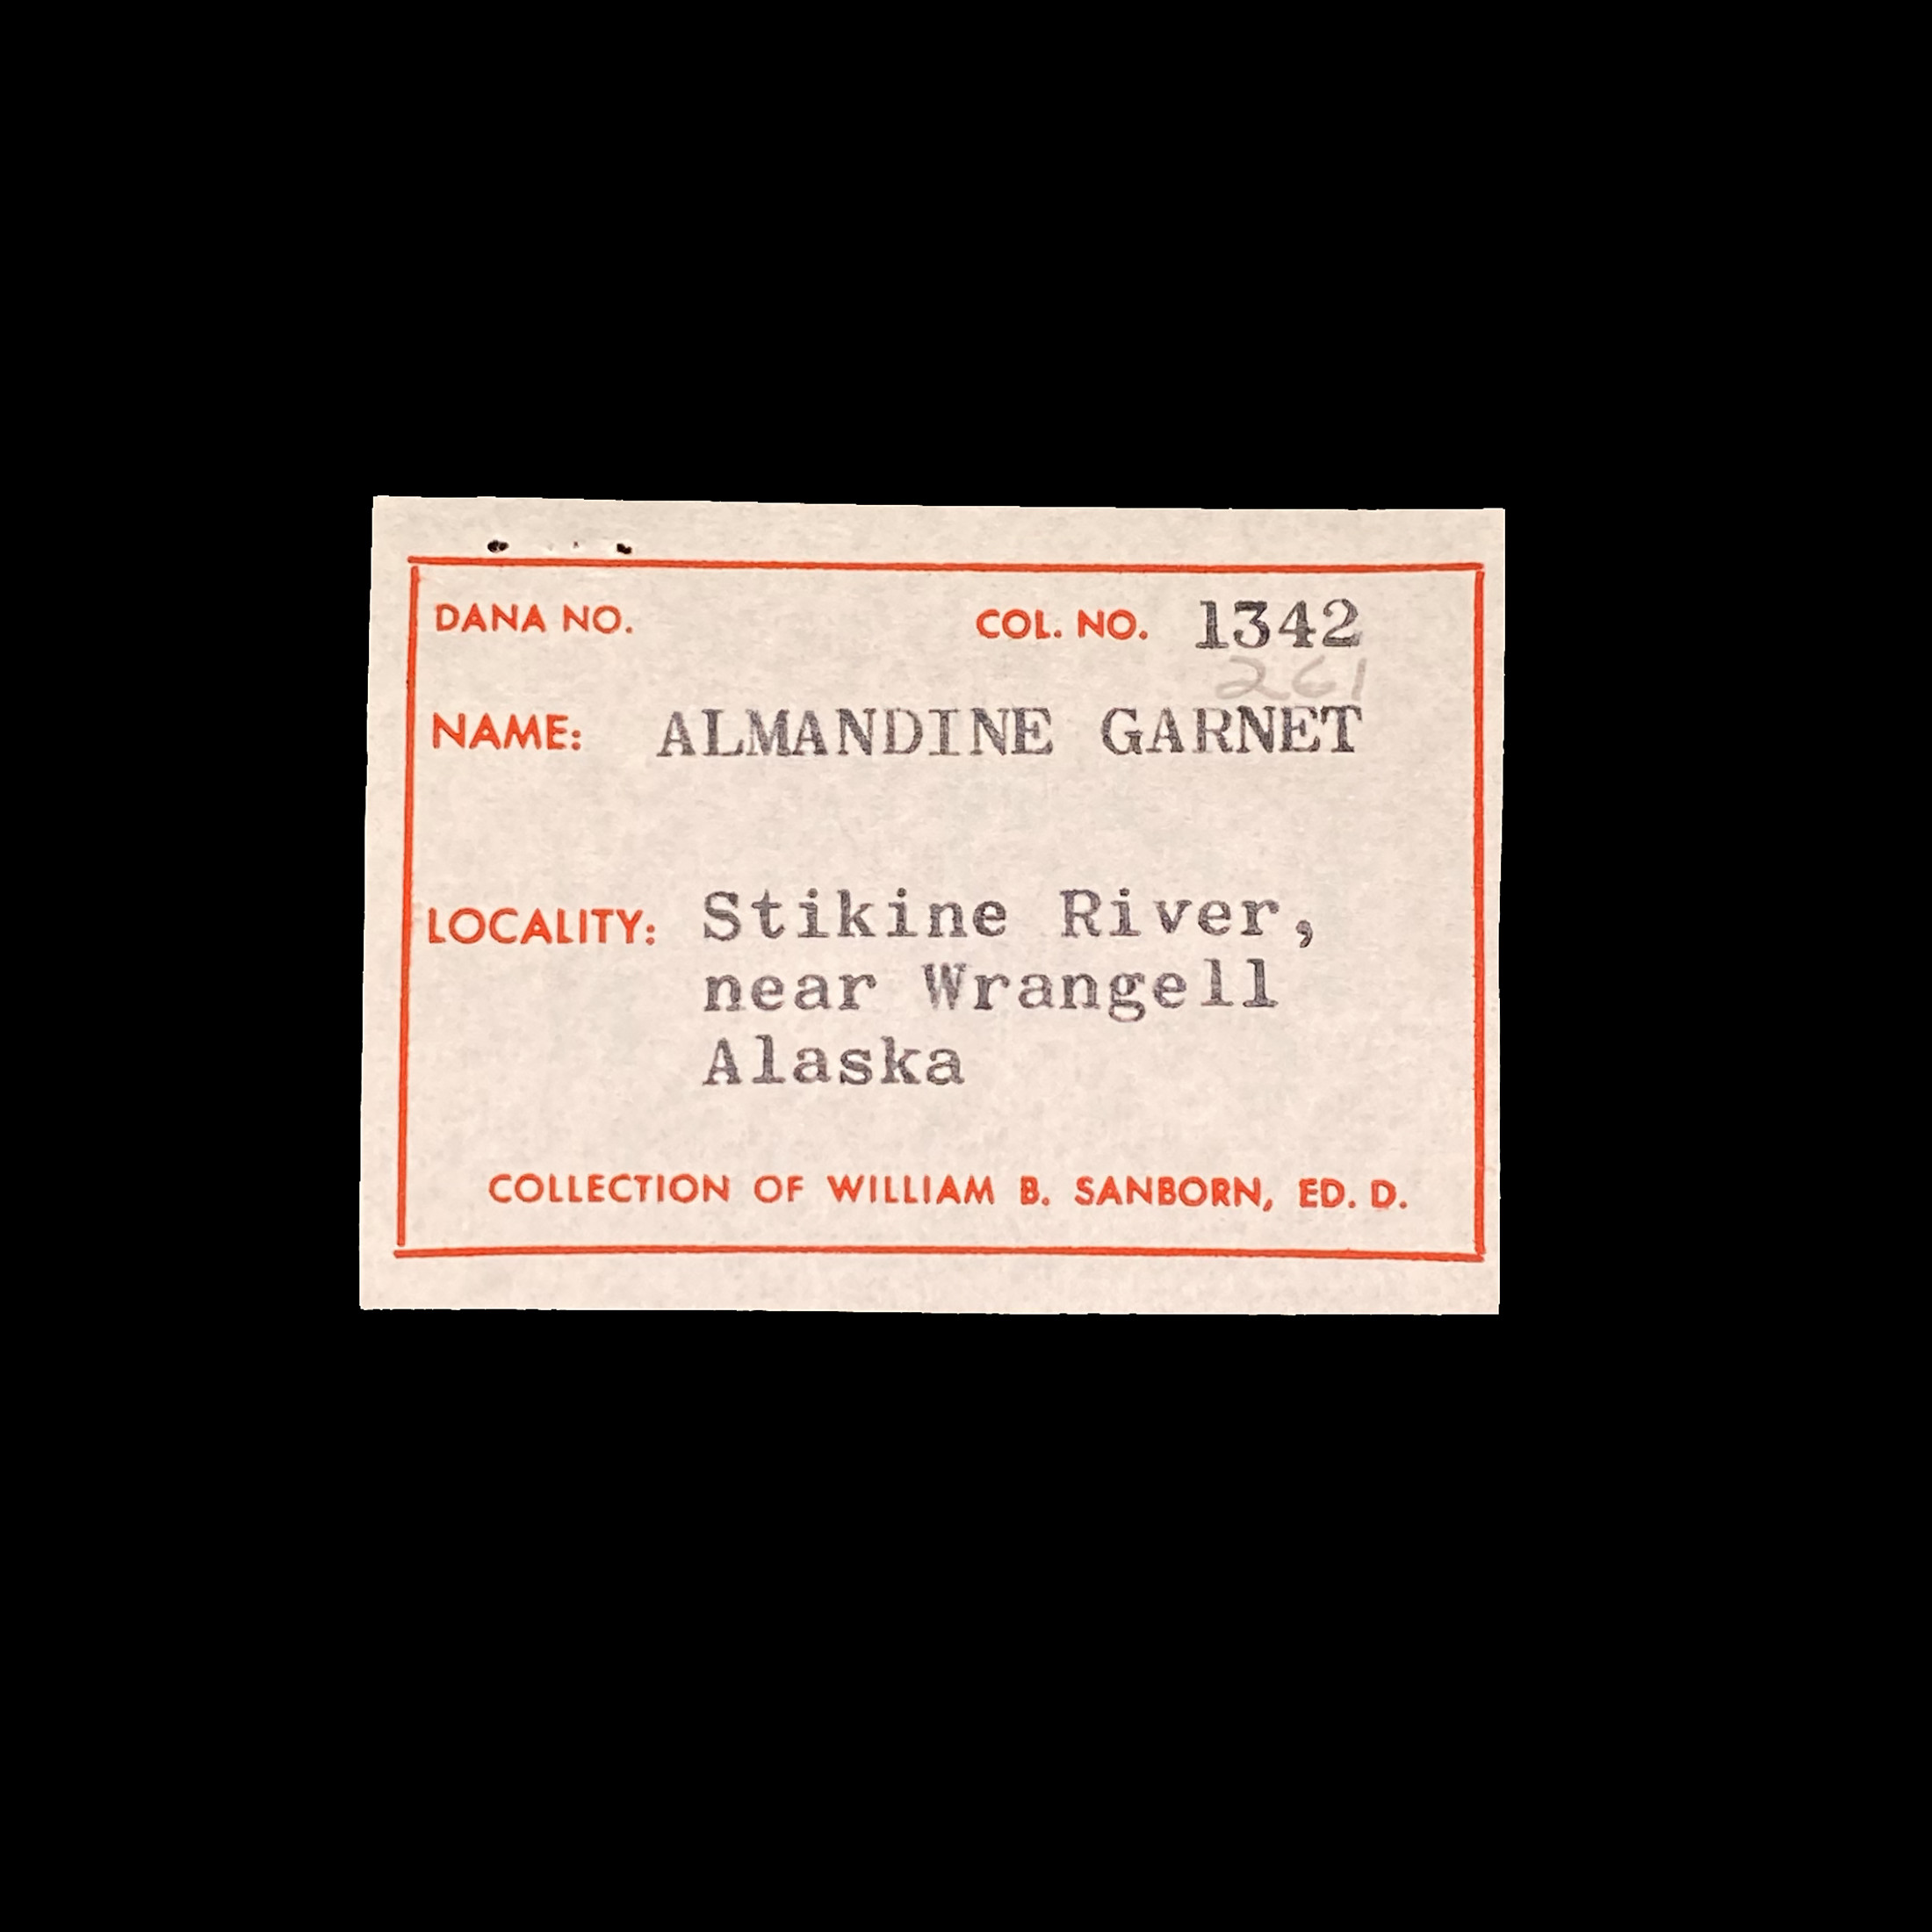 DANA NO. COL. NO. 1342
261
NAME: ALMANDINE GARNET
LOCALITY: Stikine River,
near Wrangell
Alaska
COLLECTION OF WILLIAM B. SANBORN, ED. D.